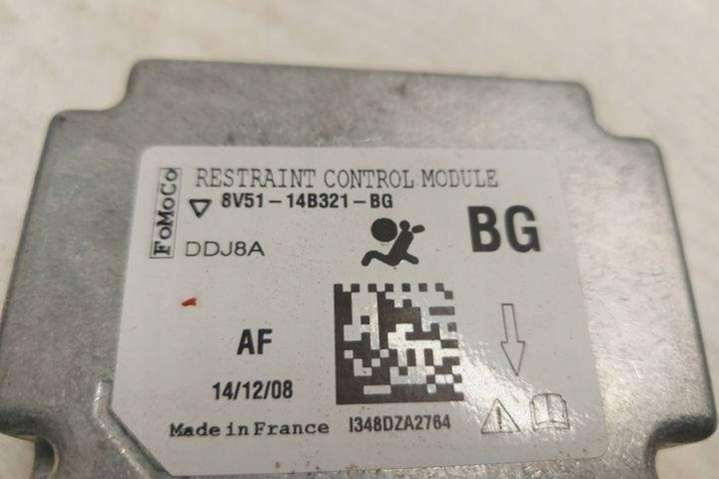 FoMoCo
RESTRAINT CONTROL MODULE
8V51-14B321-BG
DDJ8A
BG
AF
14/12/08
Made in France
I348DZA2764